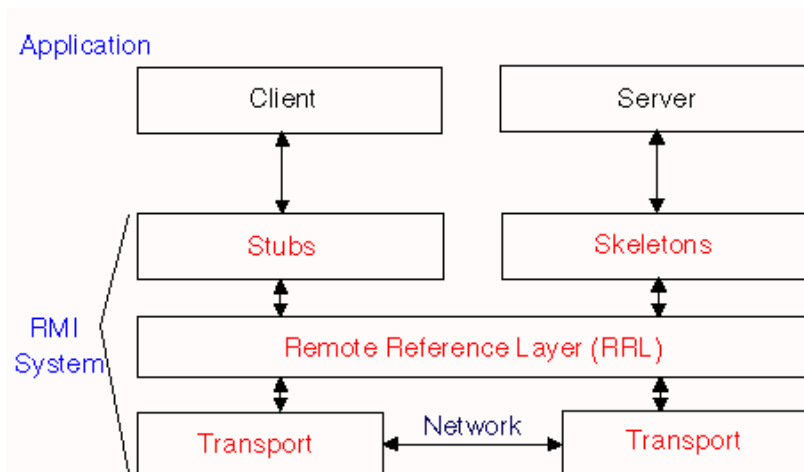 Application
Client
Server
Stubs
Skeletons
RMI
System
Remote Reference Layer (RRL)
Transport
Network
Transport